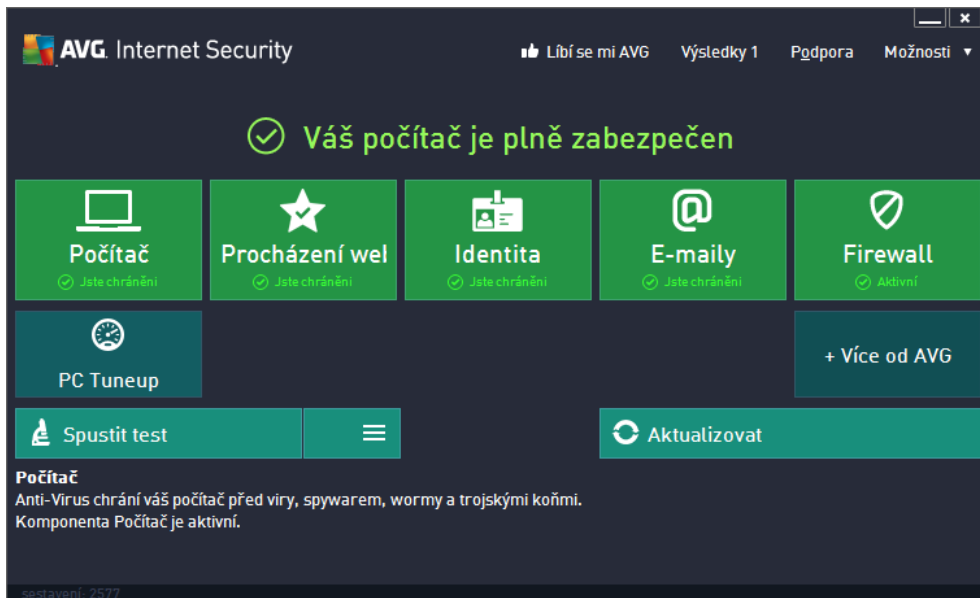 AVG. Internet Security
Líbí se mi AVG Výsledky 1 Podpora Možnosti
Váš počítač je plně zabezpečen
Počítač Procházení wel Identita E-maily Firewall
Jste chráněni Jste chráněni Jste chráněni Jste chráněni Aktivní
PC Tuneup + Více od AVG
Spustit test Aktualizovat
Počítač
Anti-Virus chrání váš počítač před viry, spywarem, wormy a trojskými koňmi.
Komponenta Počítač je aktivní.
sestavení: 2577